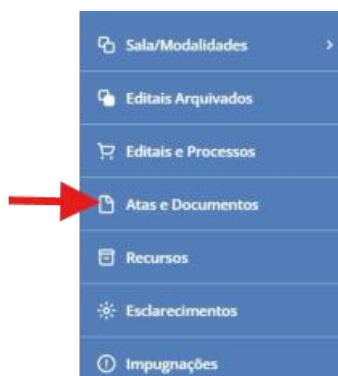 Sala/Modalidades
Editais Arquivados
Editais e Processos
Atas e Documentos
Recursos
Esclarecimentos
Impugnações